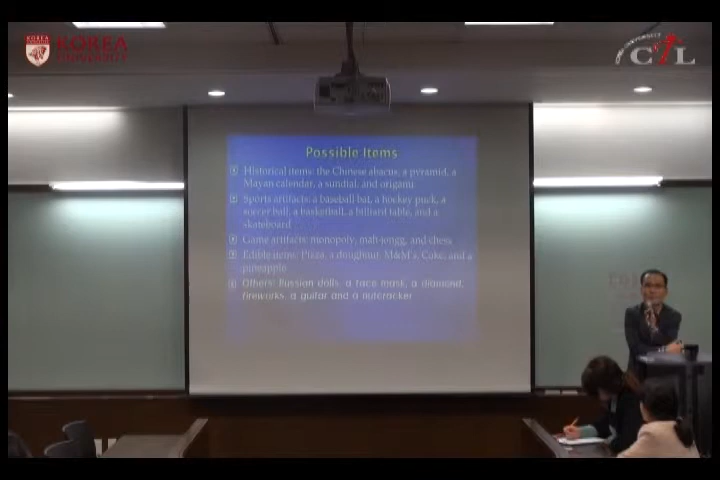 KOREA
UNIVERSITY
CTL
Possible Items
Historical items: the Chinese abacus, a pyramid, a
Mayan calendar, a sundial, and origami
Sports artifacts: a baseball bat, a hockey puck, a
soccer ball, a basketball, a billiard table, and a
skateboard
Game artifacts: monopoly, mah-jongg, and chess
Edible items: Pizza, a doughnut, M&M's, Coke, and a
pineapple
Others: Russian dolls, a face mask, a diamond,
fireworks, a guitar and a nutcracker